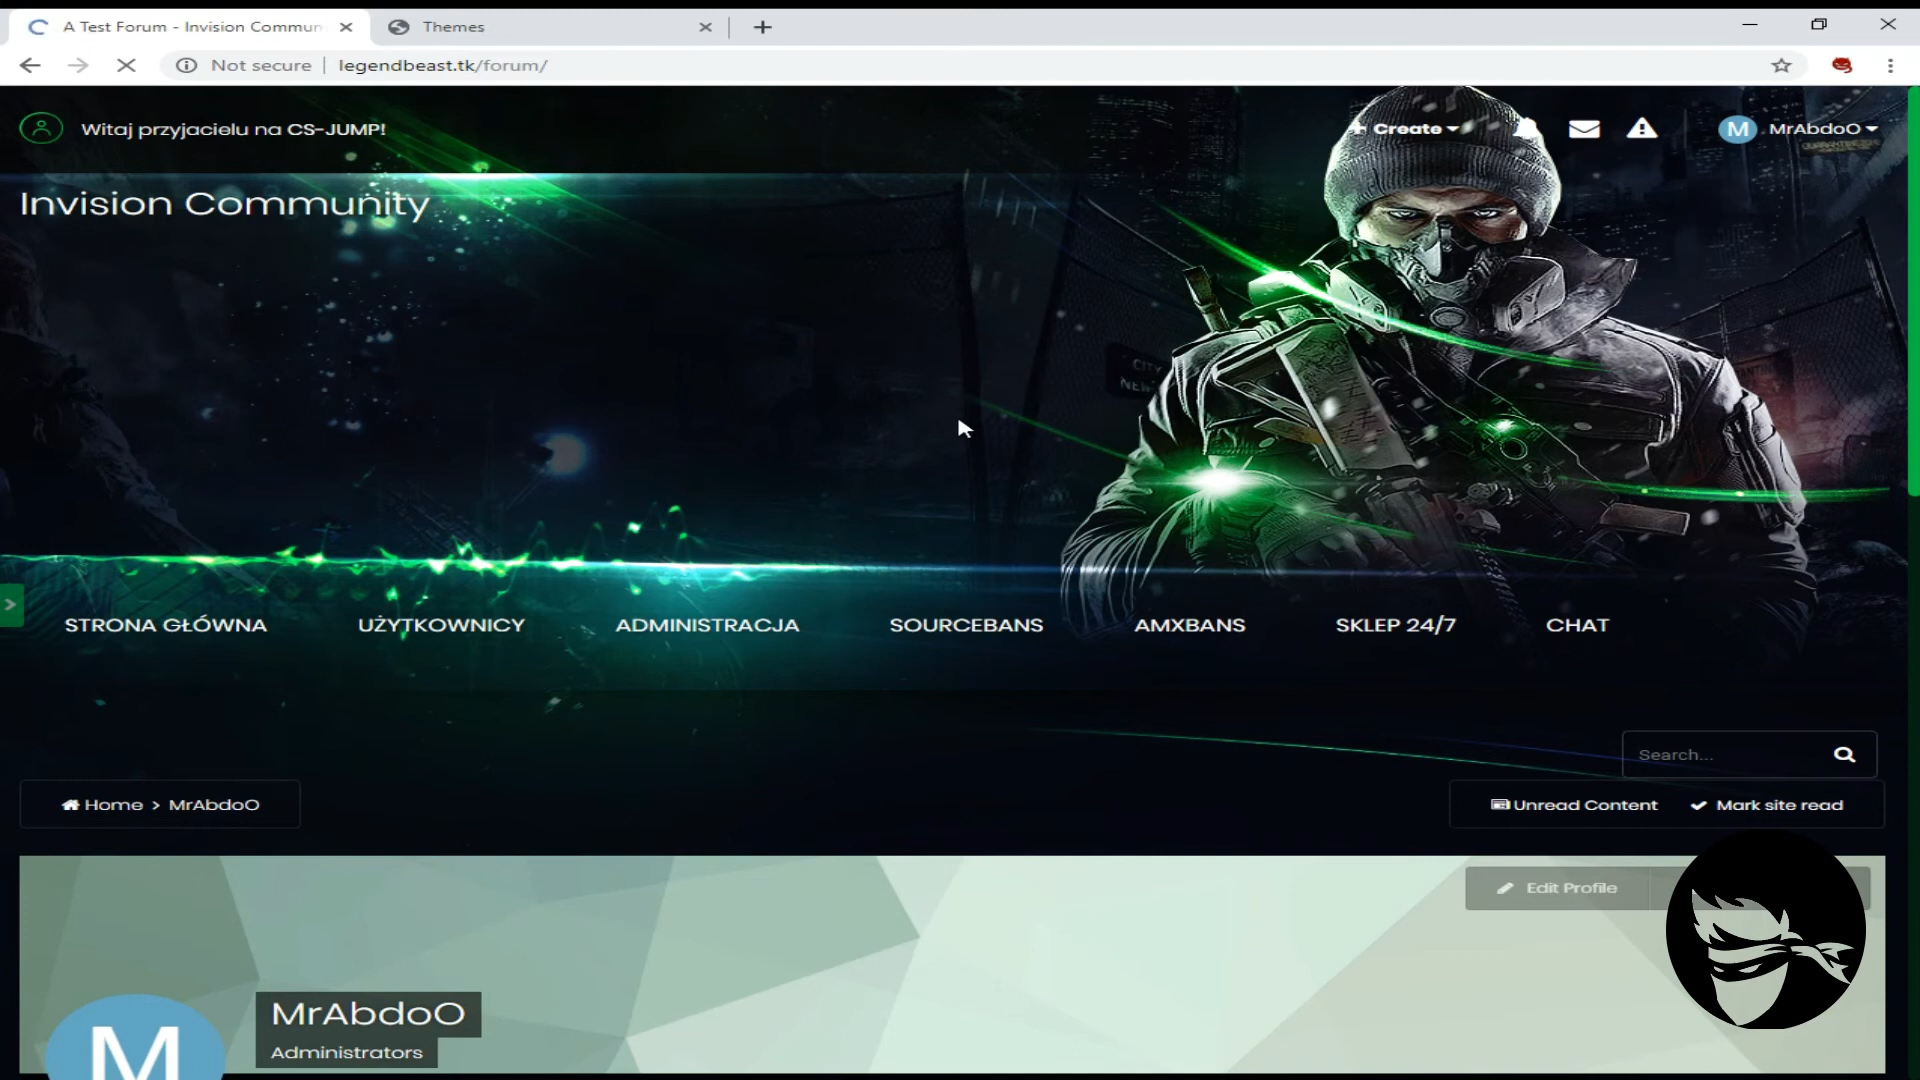 A Test Forum - Invision Commun
Themes
Not secure | legendbeast.tk/forum/
Witaj przyjacielu na CS-JUMP!
Create
M MrAbdoO
Invision Community
CITY
NEW
STRONA GŁÓWNA UŻYTKOWNICY ADMINISTRACJA SOURCEBANS AMXBANS SKLEP 24/7 CHAT
Search...
Home > MrAbdoO
Unread Content Mark site read
Edit Profile
MrAbdoO
Administrators
M